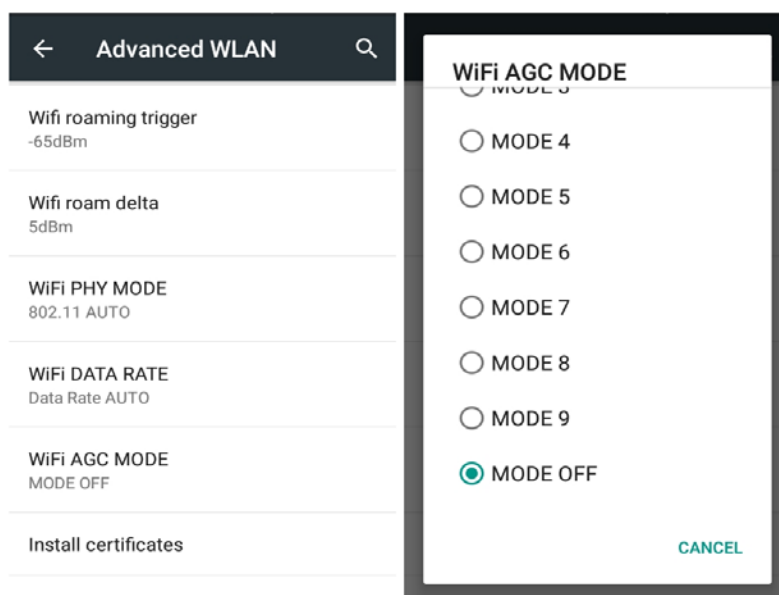 Advanced WLAN
Wifi roaming trigger
-65dBm
Wifi roam delta
5dBm
WiFi PHY MODE
802.11 AUTO
WiFi DATA RATE
Data Rate AUTO
WiFi AGC MODE
MODE OFF
Install certificates
WiFi AGC MODE
MODE 3
MODE 4
MODE 5
MODE 6
MODE 7
MODE 8
MODE 9
MODE OFF
CANCEL